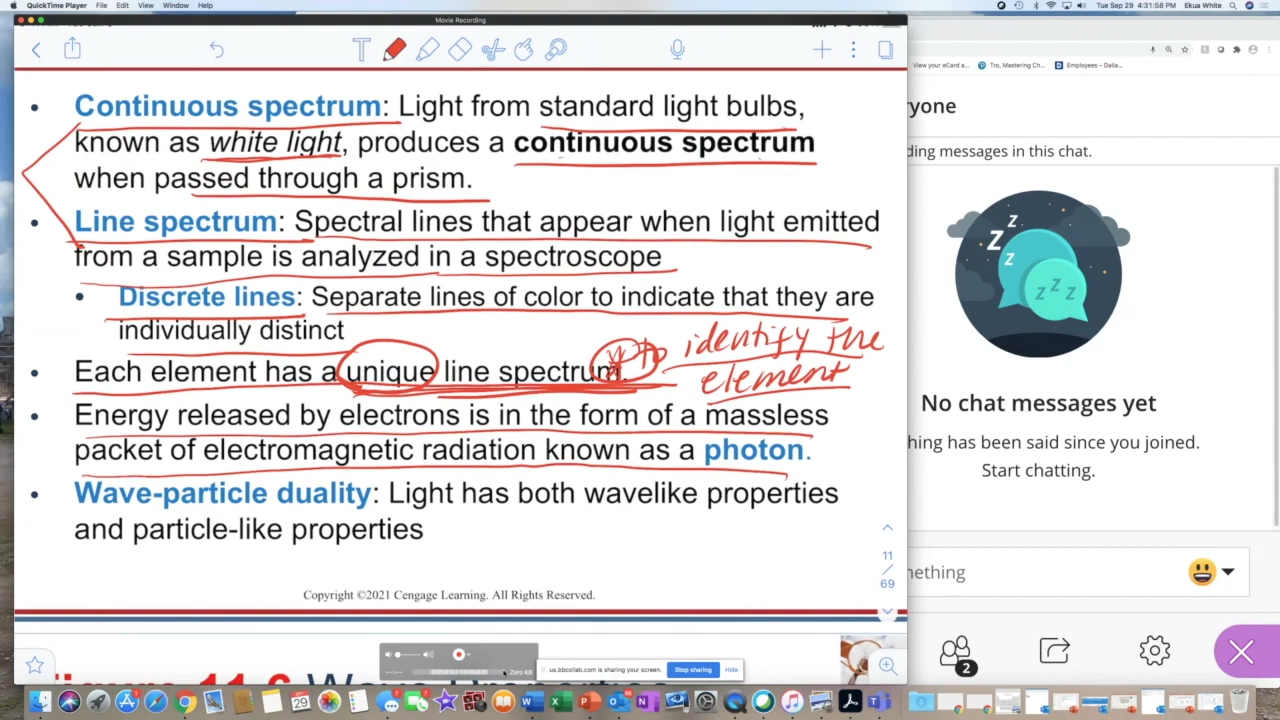 QuickTime Player File Edit View Window Help
Tue Sep 29 4:31:58 PM Ekua White
Movie Recording
View your eCard a... Tro, Mastering Ch... Employees – Dalla...
• Continuous spectrum: Light from standard light bulbs,
known as white light, produces a continuous spectrum
when passed through a prism.
• Line spectrum: Spectral lines that appear when light emitted
from a sample is analyzed in a spectroscope
• Discrete lines: Separate lines of color to indicate that they are
individually distinct
• Each element has a unique line spectrum
to identify the
element
• Energy released by electrons is in the form of a massless
packet of electromagnetic radiation known as a photon.
• Wave-particle duality: Light has both wavelike properties
and particle-like properties
11
/
69
Copyright ©2021 Cengage Learning. All Rights Reserved.
Zero KB
us.bbcollab.com is sharing your screen. Stop sharing Hide
ryone
ding messages in this chat.
z z z
z z z
No chat messages yet
hing has been said since you joined.
Start chatting.
nething
2